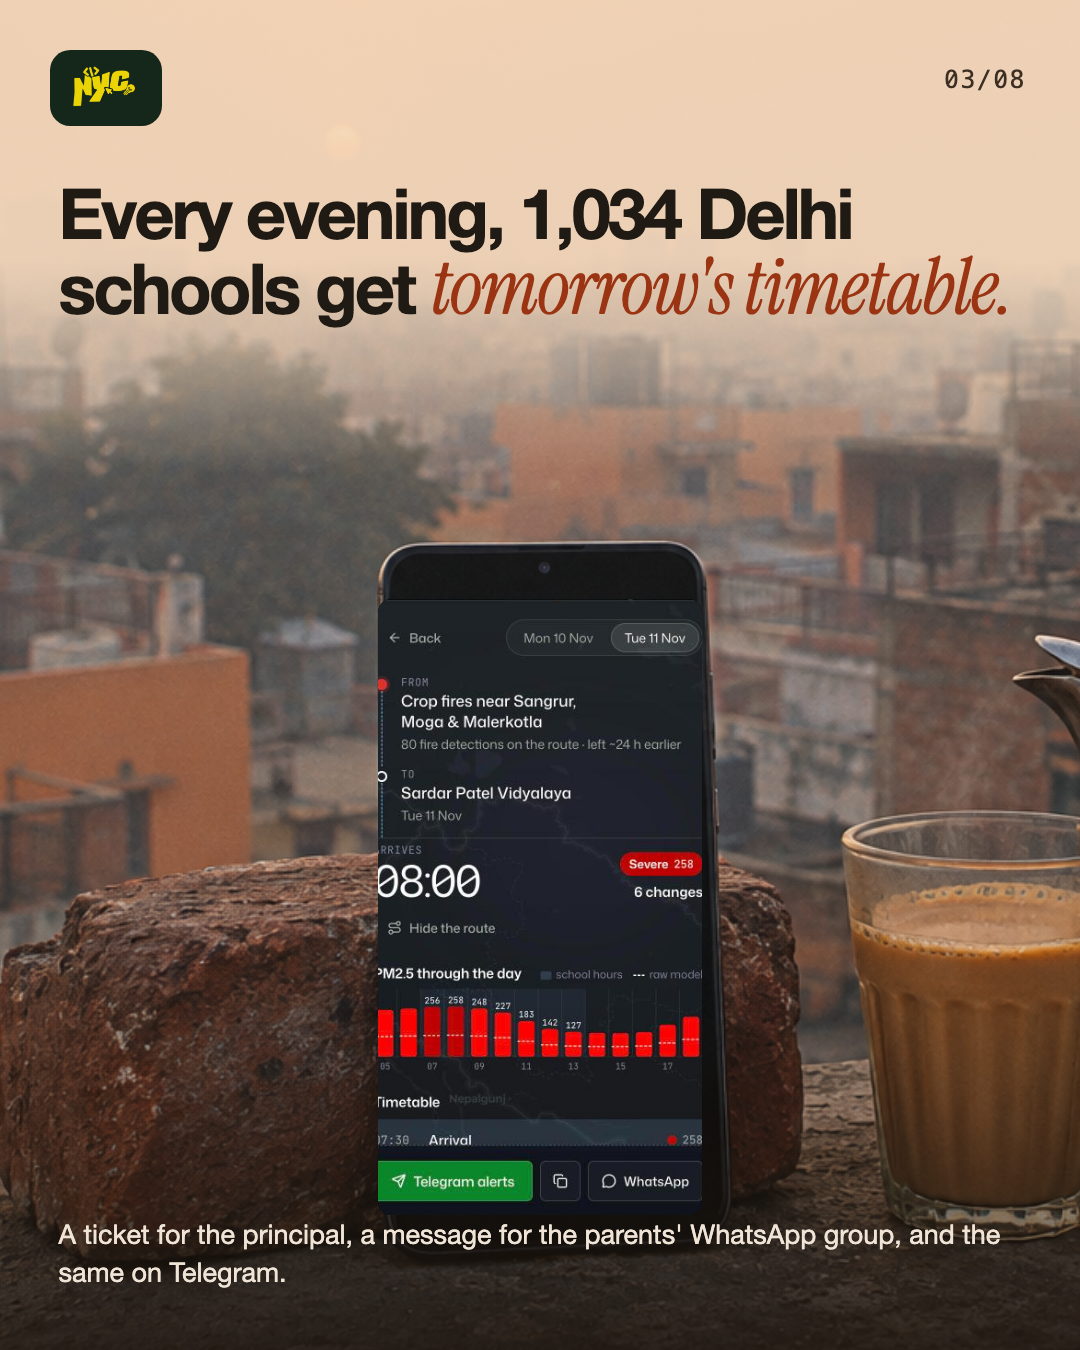 NYC
03/08
Every evening, 1,034 Delhi
schools get tomorrow's timetable.
Back
Mon 10 Nov
Tue 11 Nov
FROM
Crop fires near Sangrur,
Moga & Malerkotla
80 fire detections on the route · left ~24 h earlier
TO
Sardar Patel Vidyalaya
Tue 11 Nov
ARRIVES
08:00
Severe 258
6 changes
Hide the route
PM2.5 through the day
school hours
raw model
256 258 248 227 183 142 127
05 07 09 11 13 15 17
Timetable
Nepalgunj
07:30 Arrival 258
Telegram alerts
WhatsApp
A ticket for the principal, a message for the parents' WhatsApp group, and the
same on Telegram.